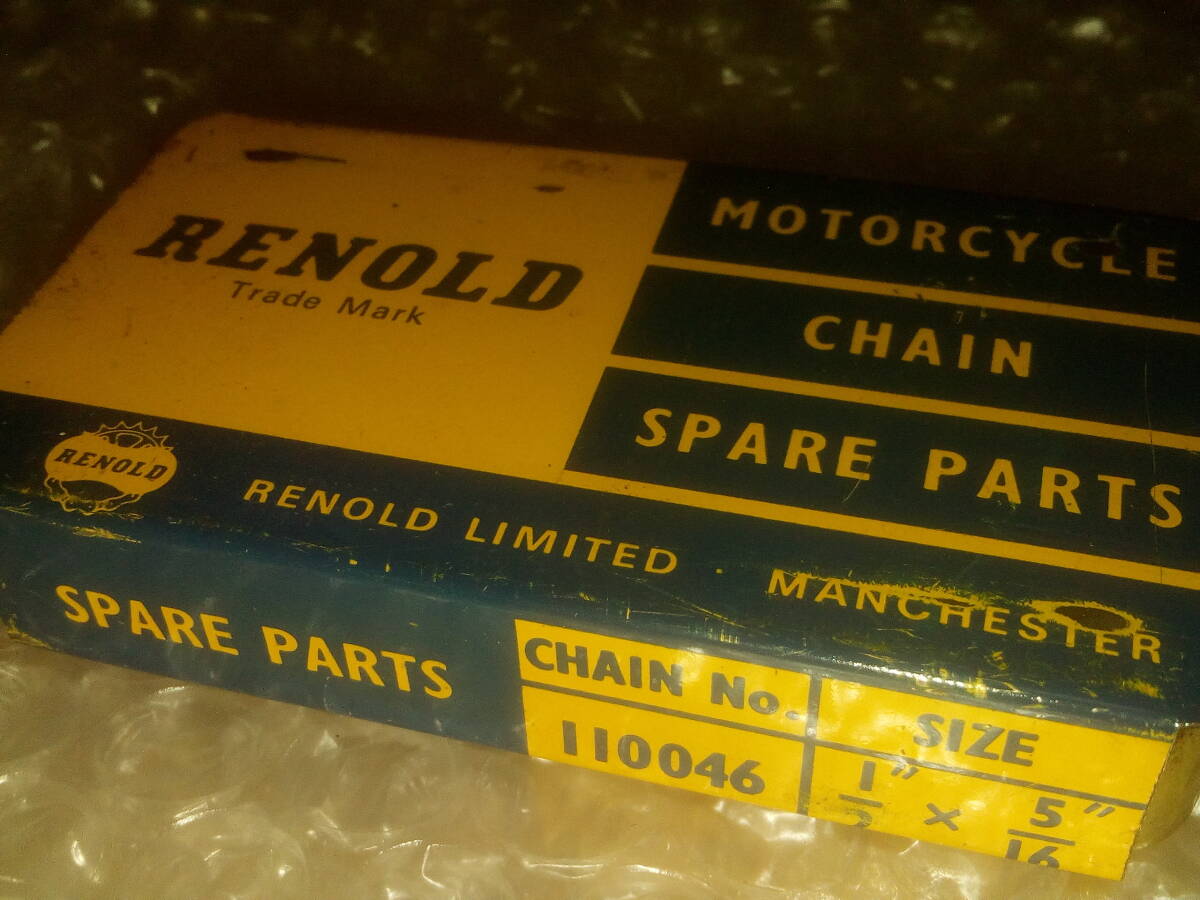 RENOLD
Trade Mark
MOTORCYCLE
CHAIN
SPARE PARTS
RENOLD
RENOLD LIMITED · MANCHESTER
SPARE PARTS
CHAIN No.
SIZE
110046
1/2" × 5/16"